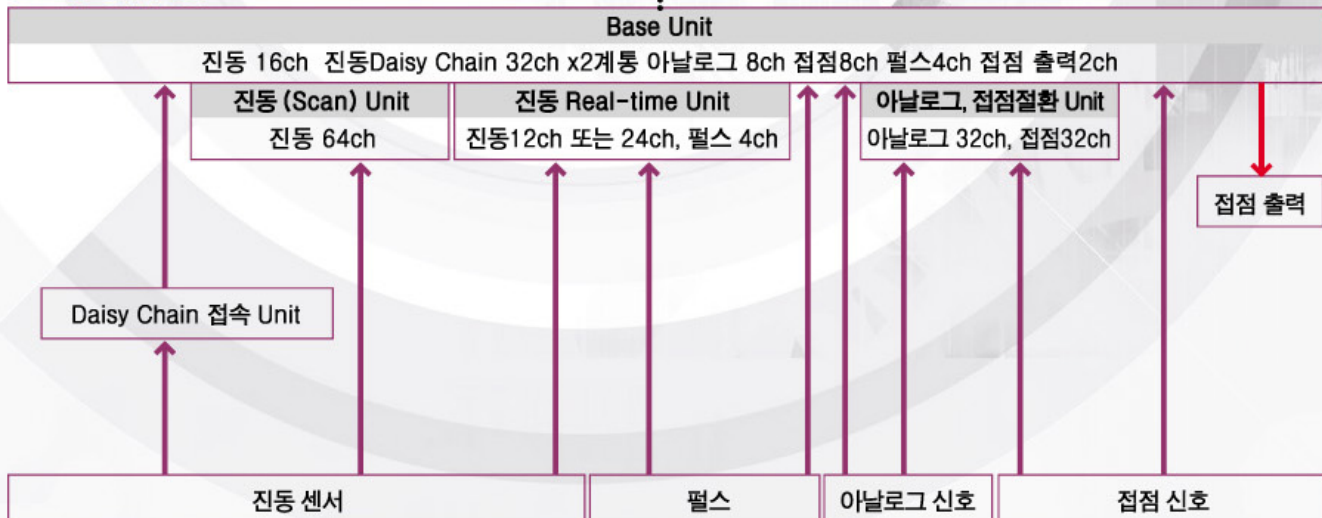 Base Unit
진동 16ch 진동Daisy Chain 32ch x2계통 아날로그 8ch 접점8ch 펄스4ch 접점 출력2ch
진동 (Scan) Unit
진동 64ch
진동 Real-time Unit
진동12ch 또는 24ch, 펄스 4ch
아날로그, 접점절환 Unit
아날로그 32ch, 접점32ch
접점 출력
Daisy Chain 접속 Unit
진동 센서
펄스
아날로그 신호
접점 신호